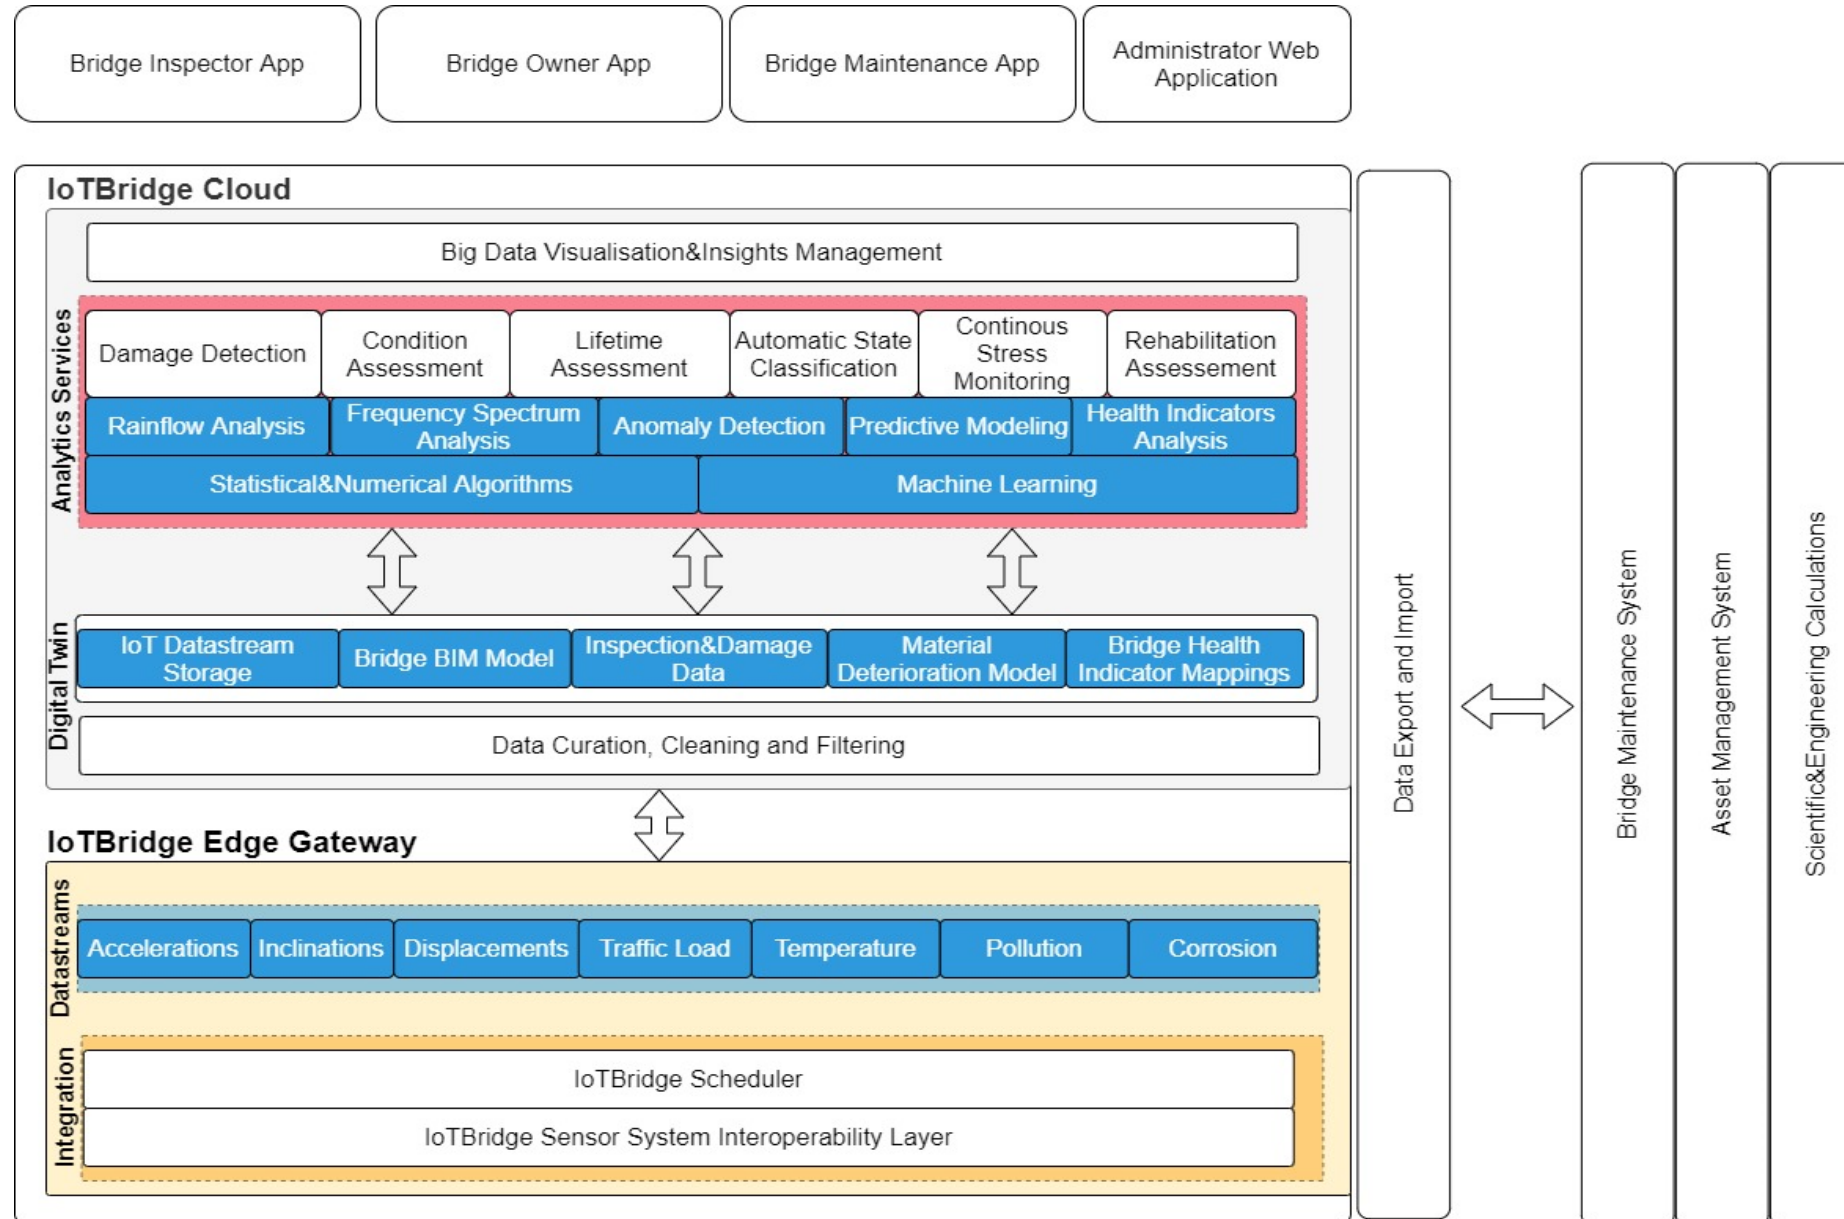 Bridge Inspector App
Bridge Owner App
Bridge Maintenance App
Administrator Web
Application
IoTBridge Cloud
Big Data Visualisation&Insights Management
Analytics Services
Damage Detection
Condition
Assessment
Lifetime
Assessment
Automatic State
Classification
Continous
Stress
Monitoring
Rehabilitation
Assessement
Rainflow Analysis
Frequency Spectrum
Analysis
Anomaly Detection
Predictive Modeling
Health Indicators
Analysis
Statistical&Numerical Algorithms
Machine Learning
Digital Twin
IoT Datastream
Storage
Bridge BIM Model
Inspection&Damage
Data
Material
Deterioration Model
Bridge Health
Indicator Mappings
Data Curation, Cleaning and Filtering
IoTBridge Edge Gateway
Datastreams
Accelerations
Inclinations
Displacements
Traffic Load
Temperature
Pollution
Corrosion
Integration
IoTBridge Scheduler
IoTBridge Sensor System Interoperability Layer
Data Export and Import
Bridge Maintenance System
Asset Management System
Scientific&Engineering Calculations